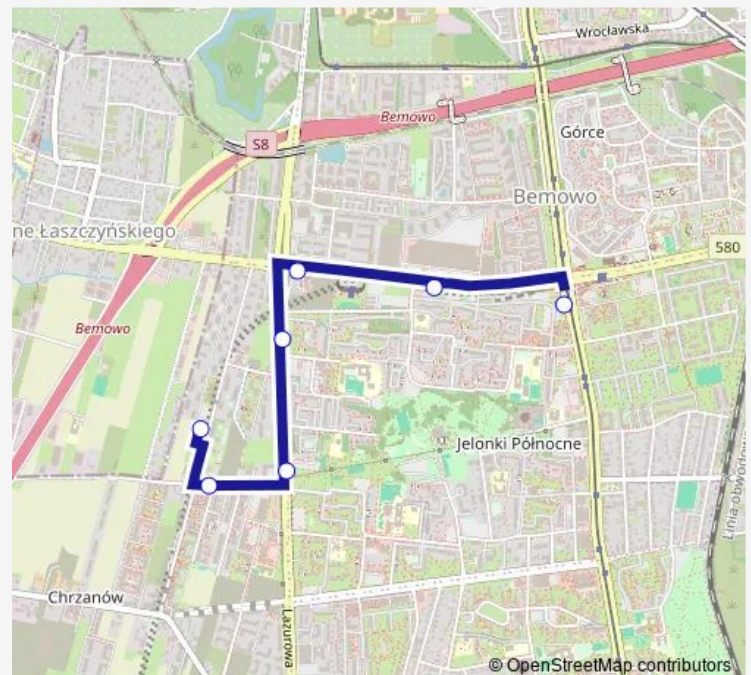 Wrocławska
Bemowo
S8
Górce
Bemowo
ne Łaszczyńskiego
580
Bemowo
Jelonki Północne
Linia obwodowa
Chrzanów
Lazurowa
© OpenStreetMap contributors